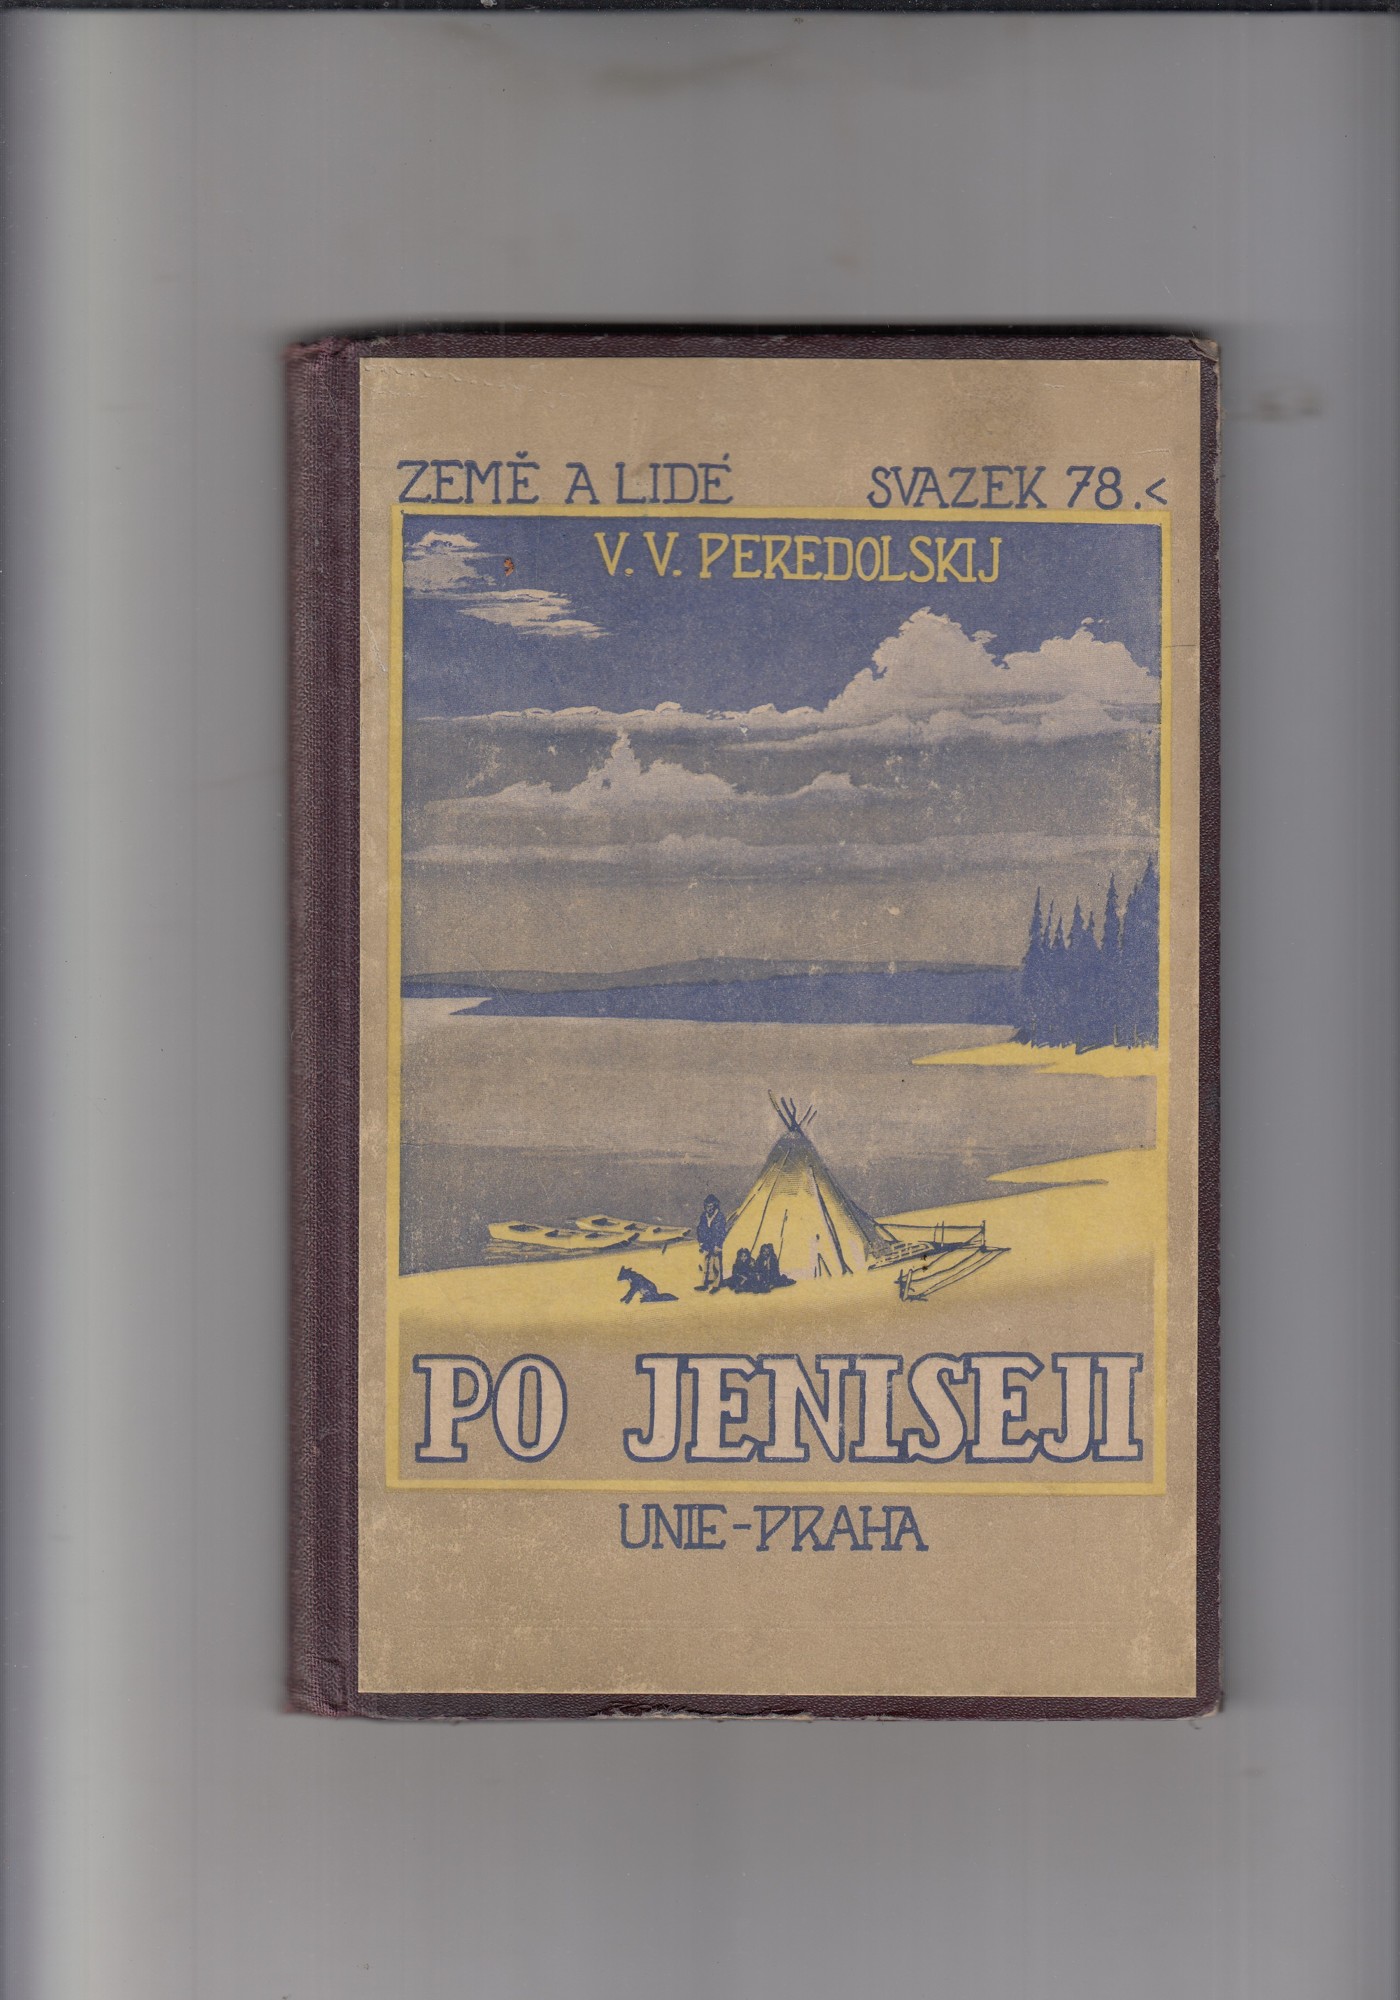 ZEMĚ A LIDÉ SVAZEK 78.<
V. V. PEREDOLSKIJ
PO JENISEJI
UNIE-PRAHA